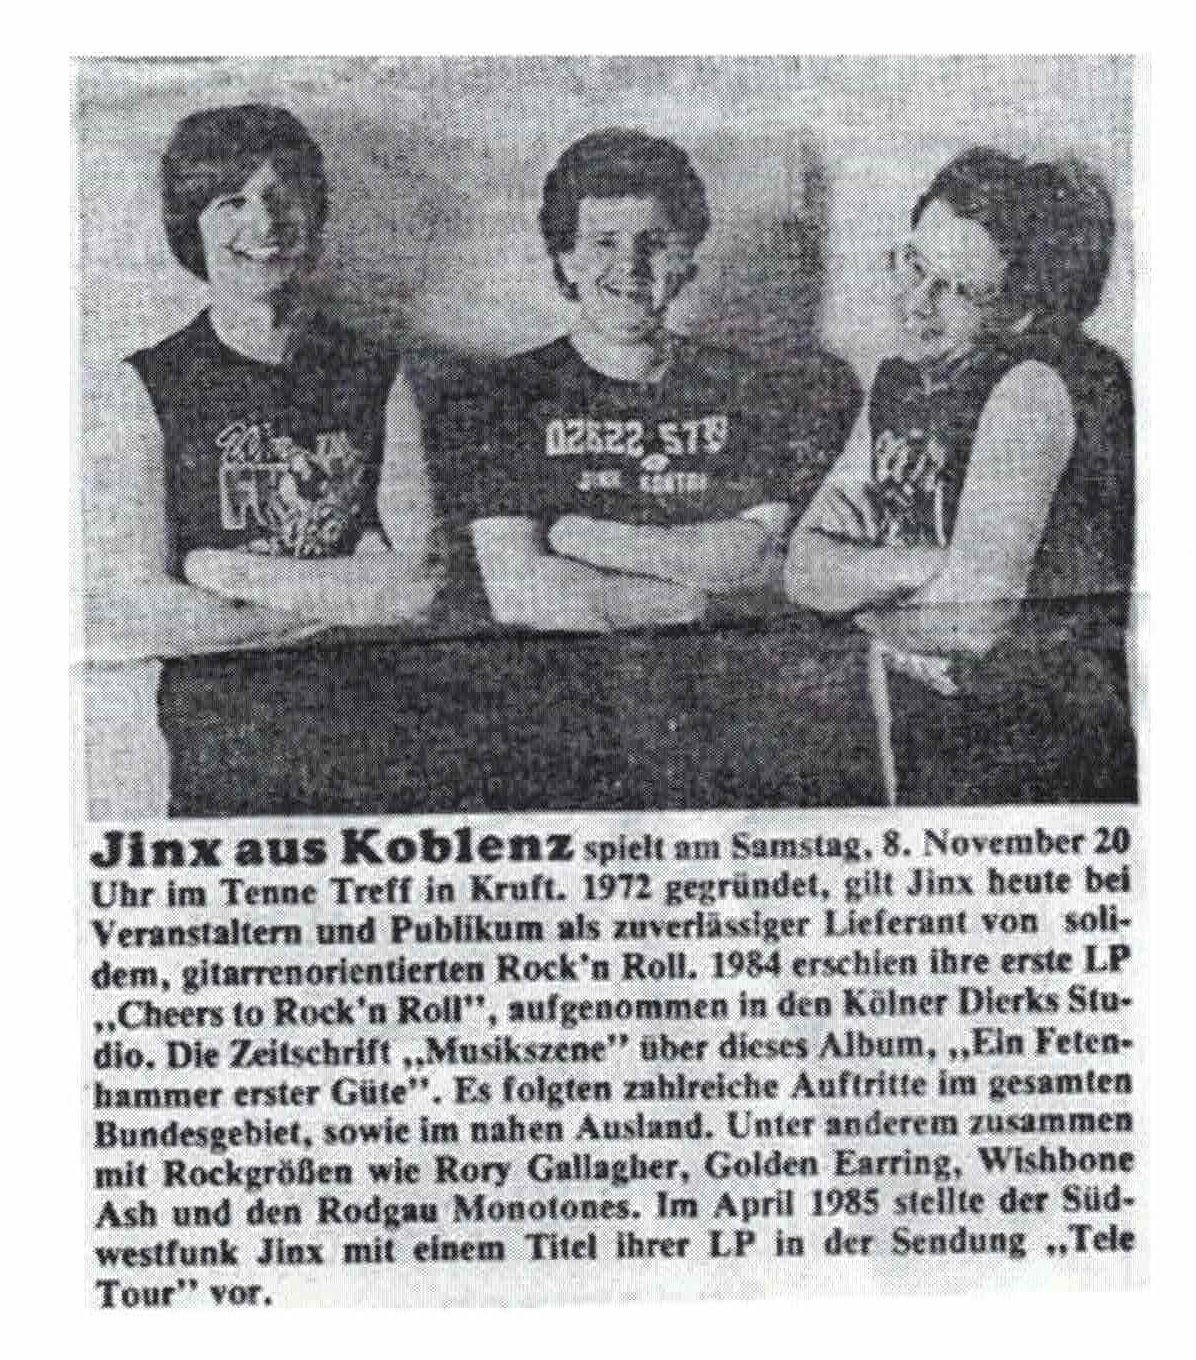 02622 STB
JINX KONTOR
Jinx aus Koblenz spielt am Samstag, 8. November 20
Uhr im Tenne Treff in Kruft. 1972 gegründet, gilt Jinx heute bei
Veranstaltern und Publikum als zuverlässiger Lieferant von soli-
dem, gitarrenorientierten Rock'n Roll. 1984 erschien ihre erste LP
„Cheers to Rock'n Roll”, aufgenommen in den Kölner Dierks Stu-
dio. Die Zeitschrift „Musikszene” über dieses Album, „Ein Feten-
hammer erster Güte”. Es folgten zahlreiche Auftritte im gesamten
Bundesgebiet, sowie im nahen Ausland. Unter anderem zusammen
mit Rockgrößen wie Rory Gallagher, Golden Earring, Wishbone
Ash und den Rodgau Monotones. Im April 1985 stellte der Süd-
westfunk Jinx mit einem Titel ihrer LP in der Sendung „Tele
Tour” vor.